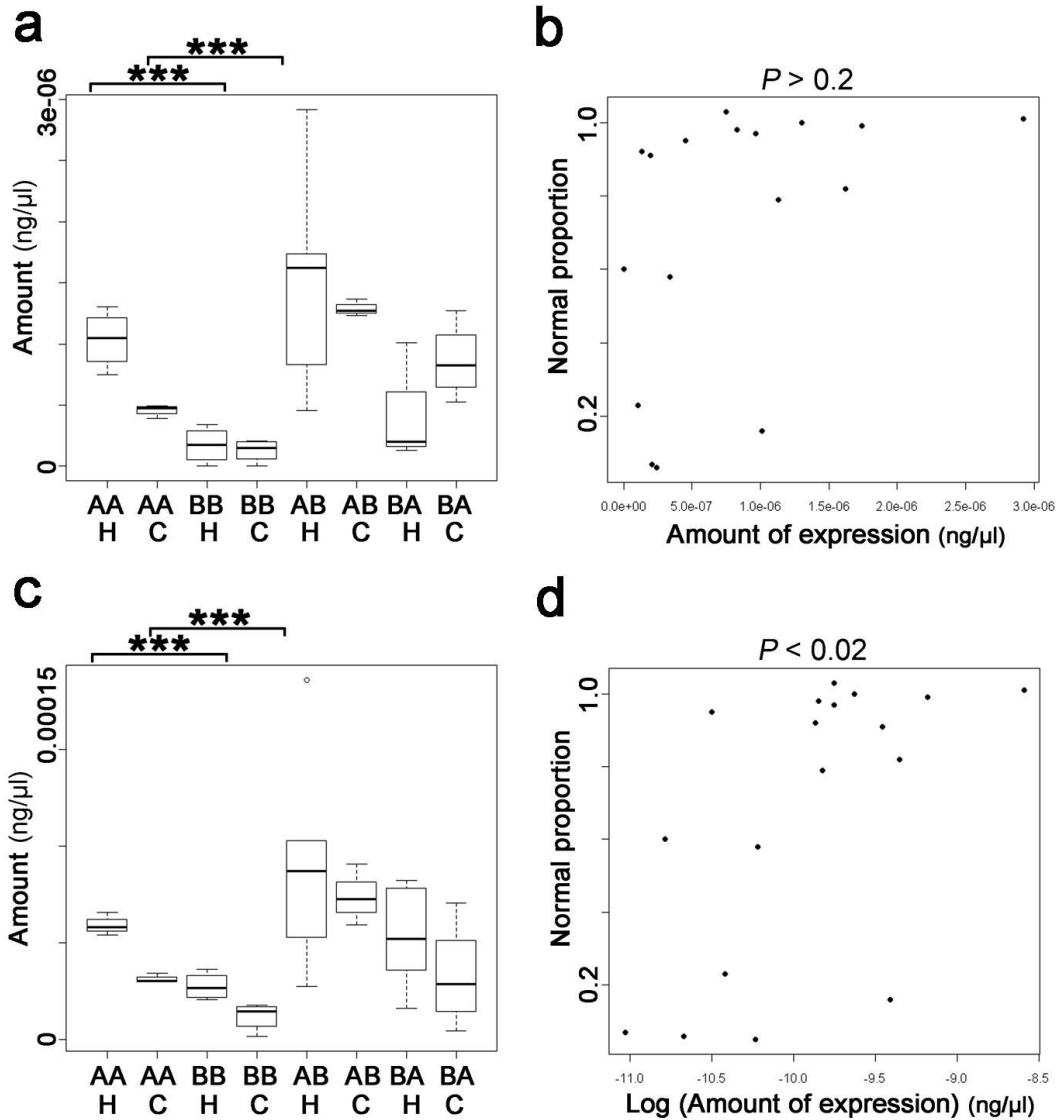 a
***
***
3e-06
Amount (ng/µl)
0
AA AA BB BB AB AB BA BA
H C H C H C H C
b
P > 0.2
1.0
Normal proportion
0.2
0.0e+00 5.0e-07 1.0e-06 1.5e-06 2.0e-06 2.5e-06 3.0e-06
Amount of expression (ng/µl)
c
***
***
0.00015
Amount (ng/µl)
0
AA AA BB BB AB AB BA BA
H C H C H C H C
d
P < 0.02
1.0
Normal proportion
0.2
-11.0 -10.5 -10.0 -9.5 -9.0 -8.5
Log (Amount of expression) (ng/µl)